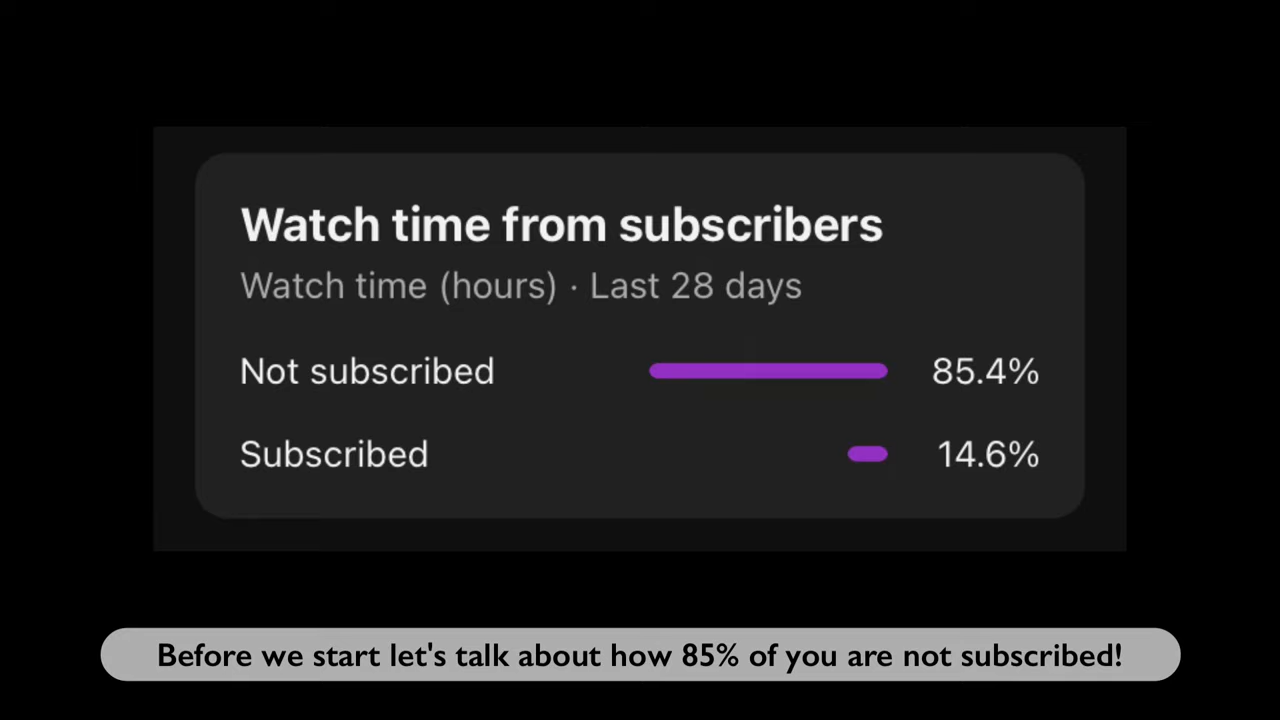 Watch time from subscribers
Watch time (hours) · Last 28 days
Not subscribed 85.4%
Subscribed 14.6%
Before we start let's talk about how 85% of you are not subscribed!